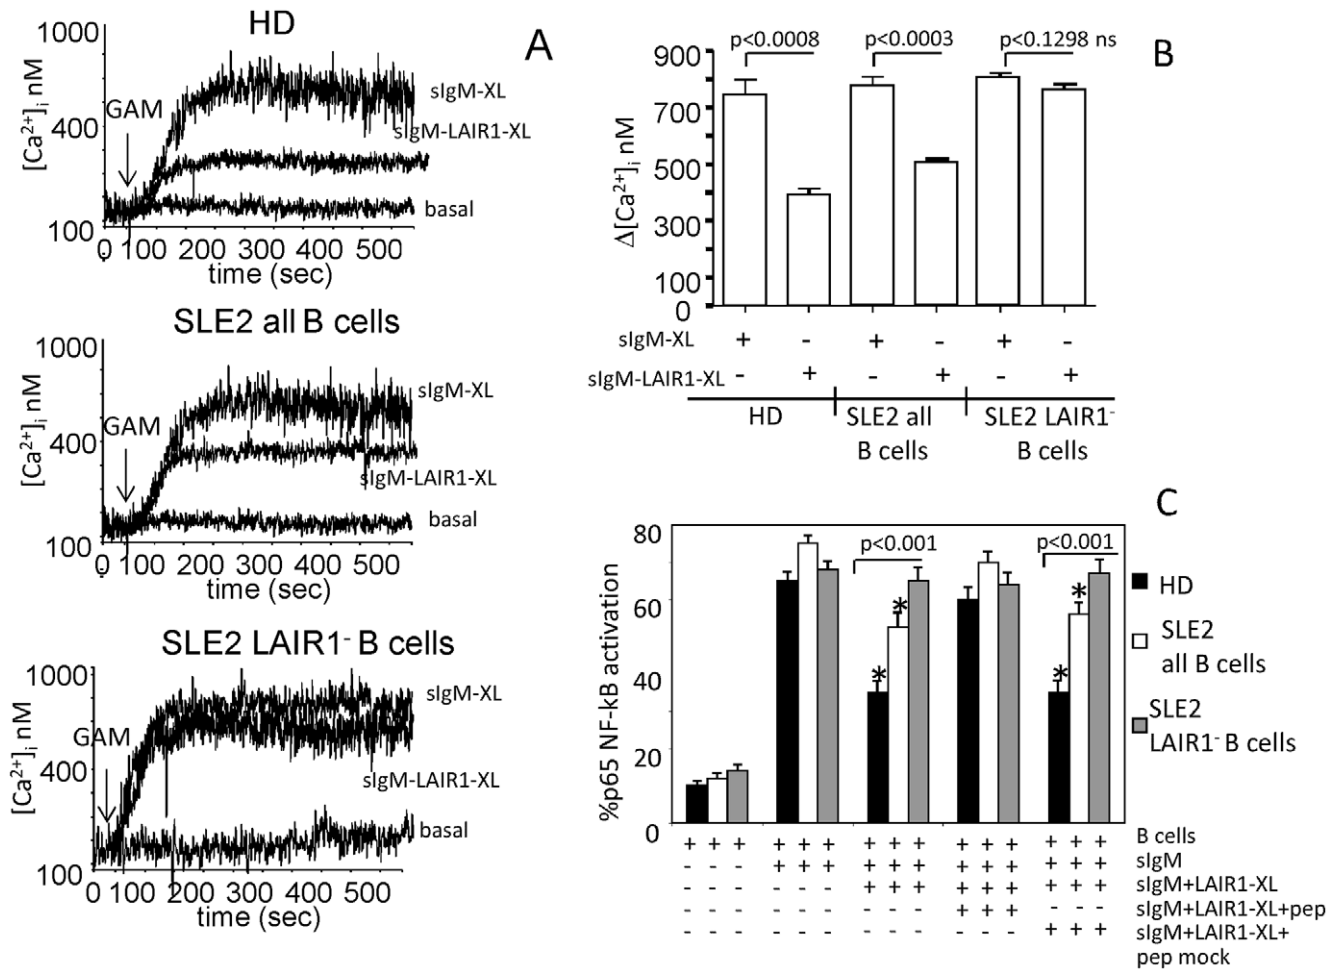 HD
A
1000
[Ca²⁺]ᵢ nM
GAM
400
100
sIgM-XL
sIgM-LAIR1-XL
basal
0 100 200 300 400 500
time (sec)
SLE2 all B cells
1000
[Ca²⁺]ᵢ nM
GAM
400
100
sIgM-XL
sIgM-LAIR1-XL
basal
0 100 200 300 400 500
time (sec)
SLE2 LAIR1⁻ B cells
1000
[Ca²⁺]ᵢ nM
GAM
400
100
sIgM-XL
sIgM-LAIR1-XL
basal
0 100 200 300 400 500
time (sec)
B
p<0.0008 p<0.0003 p<0.1298 ns
900
700
500
300
100
0
Δ[Ca²⁺]ᵢ nM
sIgM-XL + - + - + -
sIgM-LAIR1-XL - + - + - +
HD SLE2 all SLE2 LAIR1⁻
B cells B cells
C
80
60
40
20
0
%p65 NF-kB activation
p<0.001 p<0.001
* * * *
HD
SLE2
all B cells
SLE2
LAIR1⁻ B cells
+ + + + + + + + + + + + + + + B cells
- - - + + + + + + + + + + + + sIgM
- - - - - - + + + + + + + + + sIgM+LAIR1-XL
- - - - - - - - - + + + - - - sIgM+LAIR1-XL+pep
- - - - - - - - - - - - + + + sIgM+LAIR1-XL+
pep mock